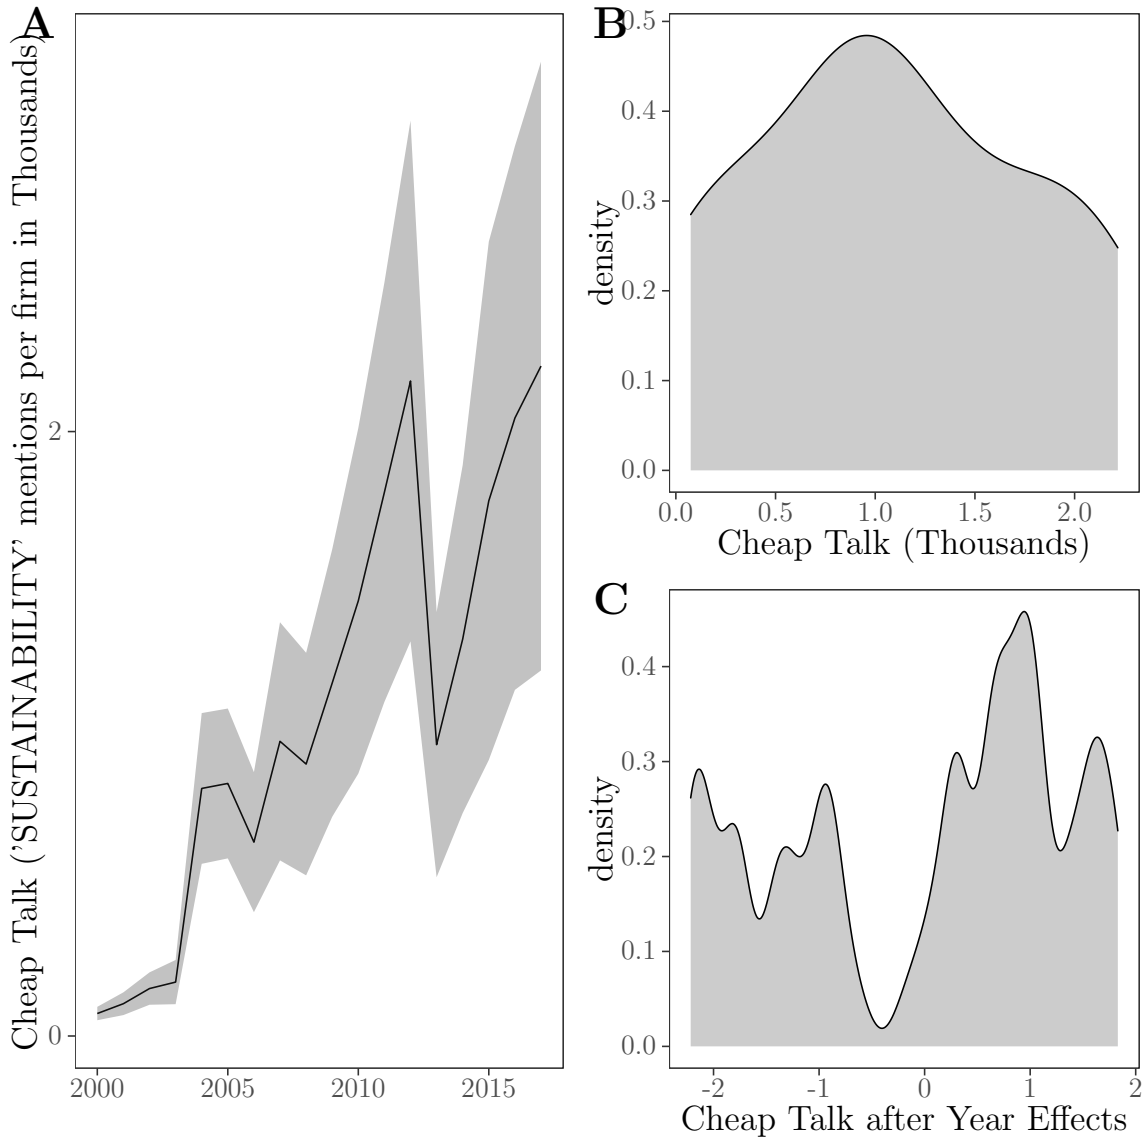 A
Cheap Talk ('SUSTAINABILITY' mentions per firm in Thousands)
2
0
2000 2005 2010 2015
B
density
0.5
0.4
0.3
0.2
0.1
0.0
0.0 0.5 1.0 1.5 2.0
Cheap Talk (Thousands)
C
density
0.4
0.3
0.2
0.1
0.0
-2 -1 0 1 2
Cheap Talk after Year Effects